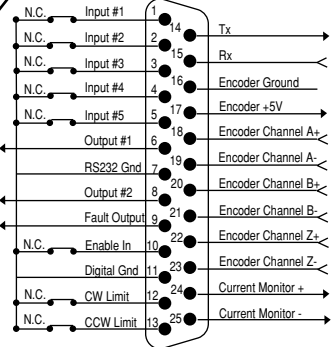 N.C. Input #1 1
14 Tx
N.C. Input #2 2
15 Rx
N.C. Input #3 3
16 Encoder Ground
N.C. Input #4 4
17 Encoder +5V
N.C. Input #5 5
18 Encoder Channel A+
Output #1 6
19 Encoder Channel A-
RS232 Gnd 7
20 Encoder Channel B+
Output #2 8
21 Encoder Channel B-
Fault Output 9
22 Encoder Channel Z+
N.C. Enable In 10
23 Encoder Channel Z-
Digital Gnd 11
24 Current Monitor +
N.C. CW Limit 12
25 Current Monitor -
N.C. CCW Limit 13